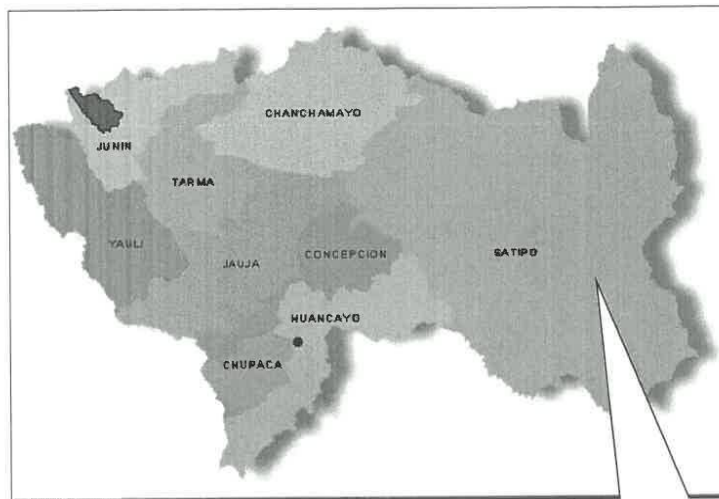 CHANCHAMAYO
JUNIN
TARMA
YAULI
JAUJA
CONCEPCION
SATIPO
HUANCAYO
CHUPACA